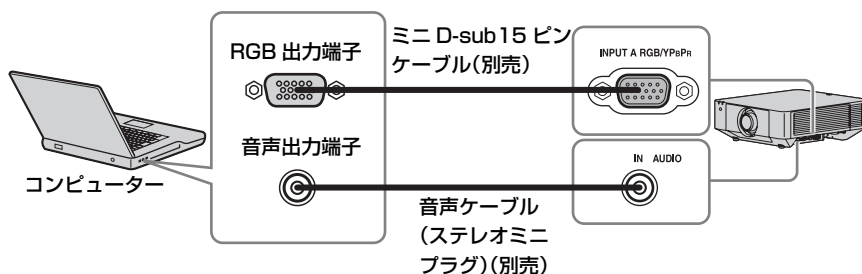 RGB 出力端子
ミニ D-sub15 ピン
ケーブル(別売)
INPUT A RGB/YPBPR
音声出力端子
IN AUDIO
コンピューター
音声ケーブル
(ステレオミニ
プラグ)(別売)